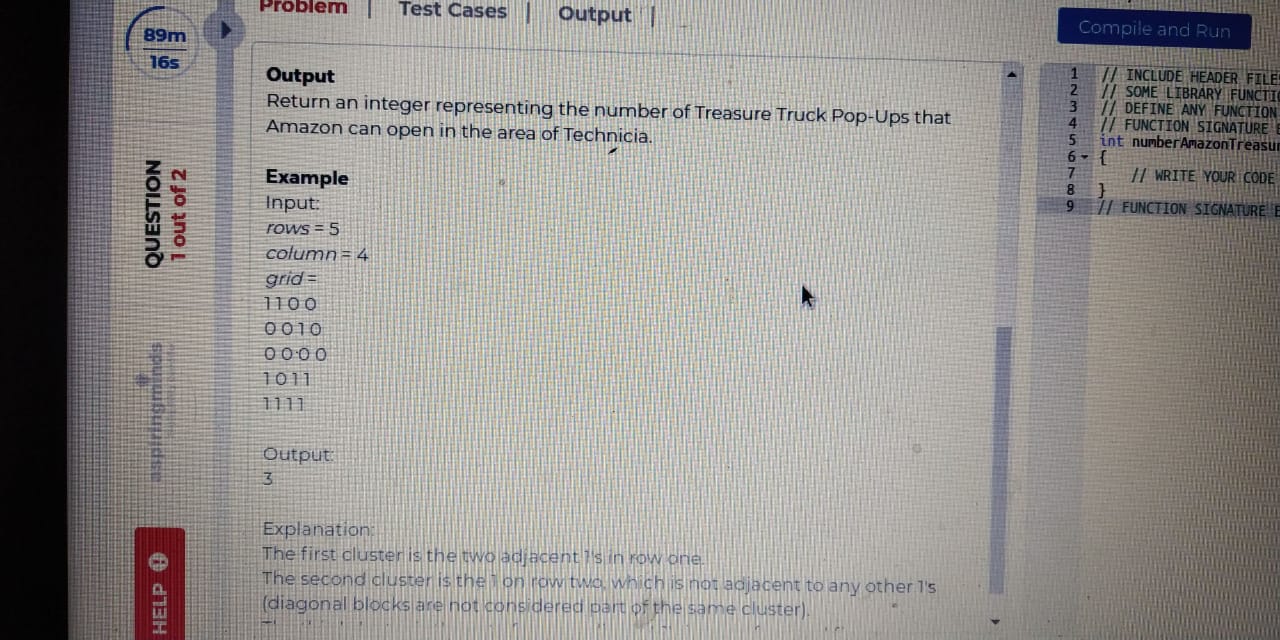 Problem | Test Cases | Output |
Compile and Run
89m
16s
QUESTION
1 out of 2
aspiringminds
HELP
Output
Return an integer representing the number of Treasure Truck Pop-Ups that
Amazon can open in the area of Technicia.
Example
Input:
rows = 5
column = 4
grid =
1 1 0 0
0 0 1 0
0 0 0 0
1 0 1 1
1 1 1 1
Output:
3
Explanation:
The first cluster is the two adjacent 1's in row one.
The second cluster is the 1 on row two, which is not adjacent to any other 1's
(diagonal blocks are not considered part of the same cluster).
1 // INCLUDE HEADER FILE
2 // SOME LIBRARY FUNCTIO
3 // DEFINE ANY FUNCTION
4 // FUNCTION SIGNATURE
5 int numberAmazonTreasur
6 {
7 // WRITE YOUR CODE
8 }
9 // FUNCTION SIGNATURE